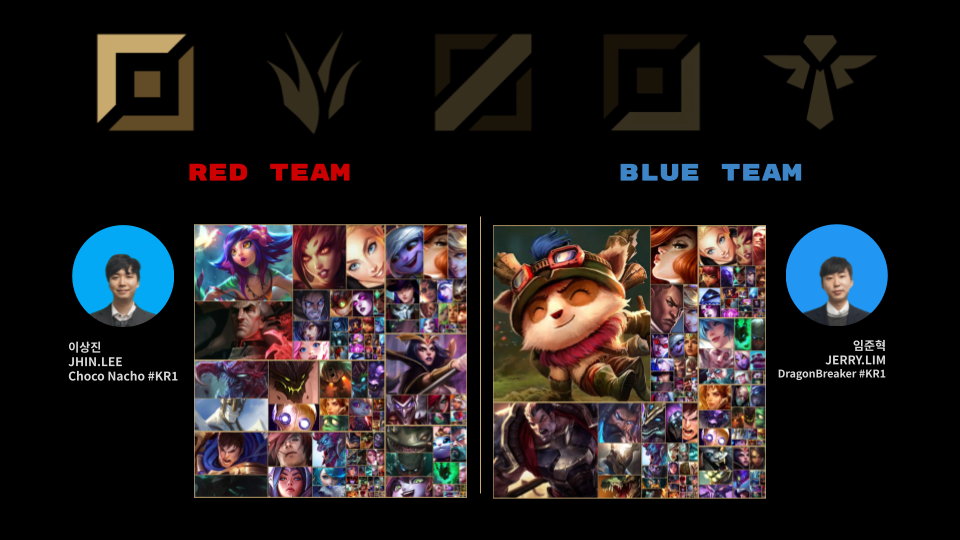 RED TEAM
BLUE TEAM
이상진
JHIN.LEE
Choco Nacho #KR1
임준혁
JERRY.LIM
DragonBreaker #KR1